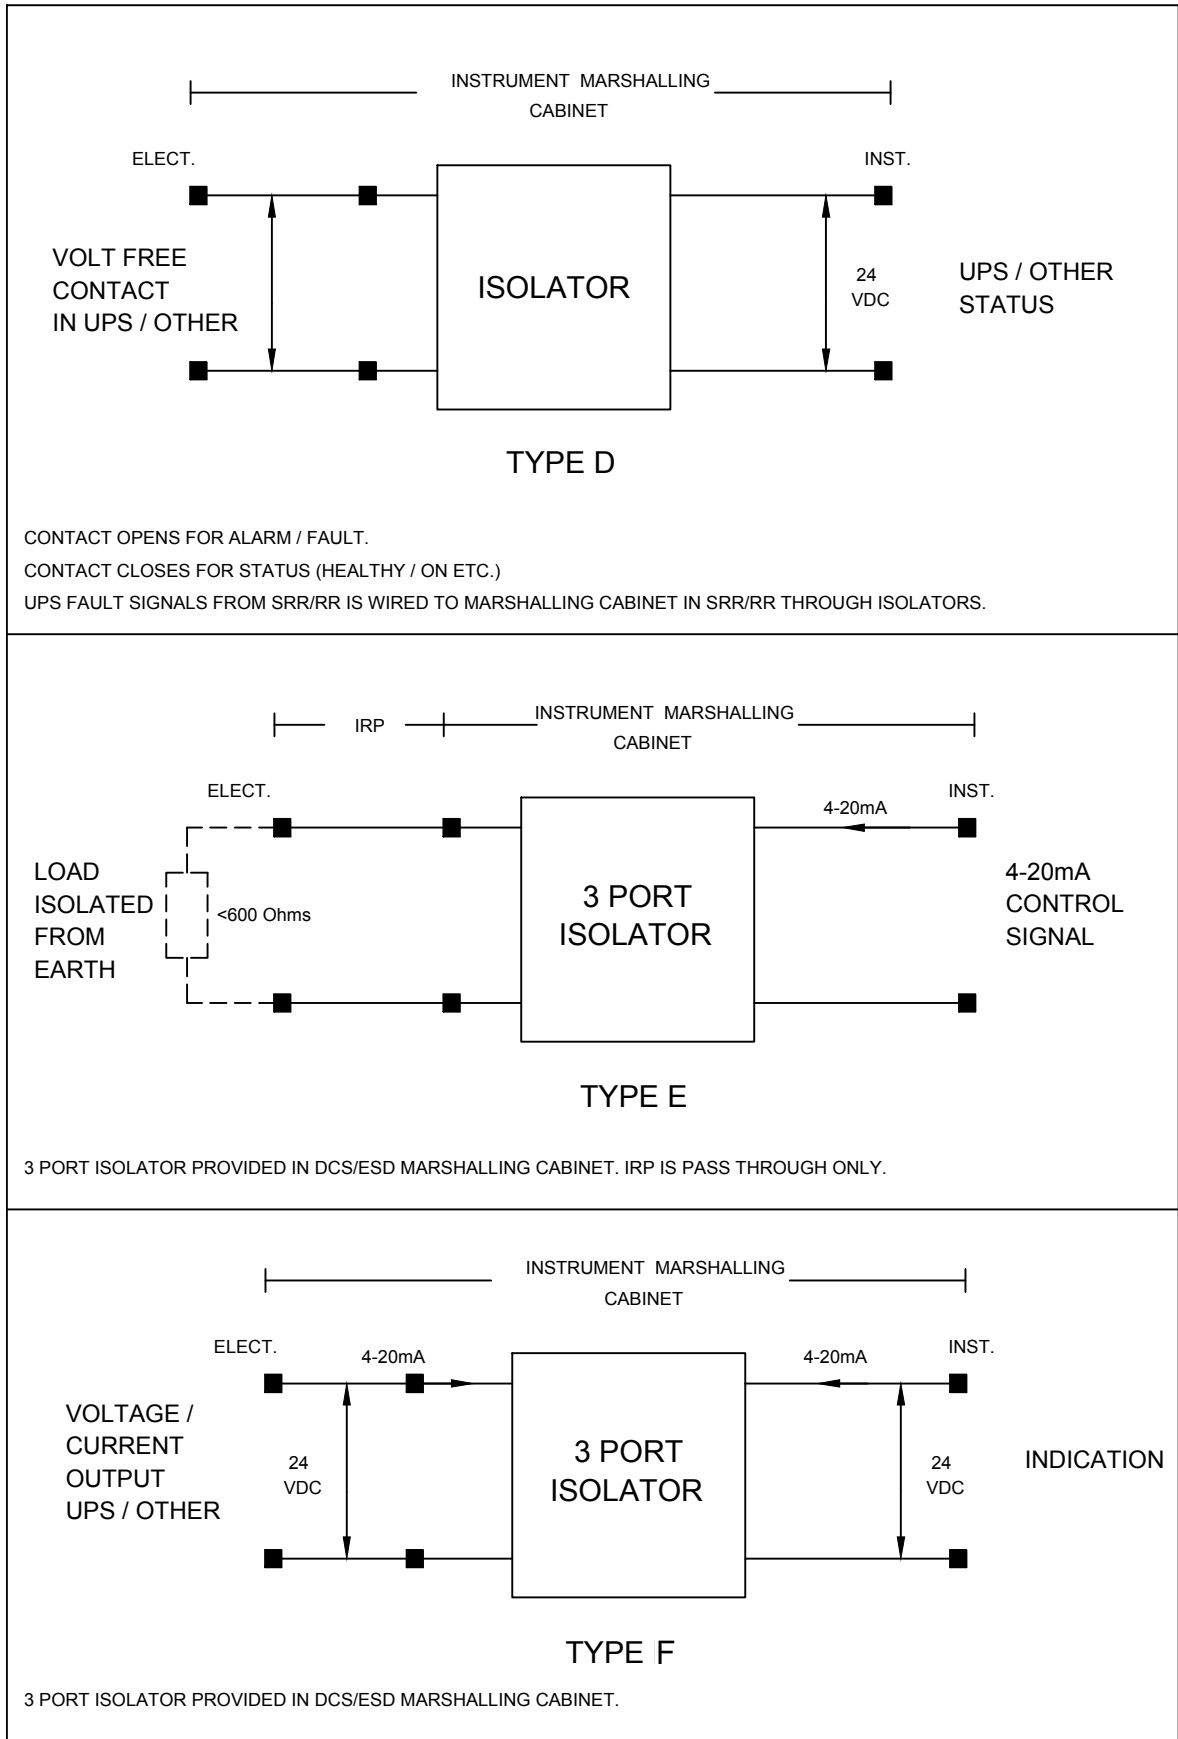 INSTRUMENT MARSHALLING
CABINET
ELECT.
INST.
VOLT FREE
CONTACT
IN UPS / OTHER
ISOLATOR
24
VDC
UPS / OTHER
STATUS
TYPE D
CONTACT OPENS FOR ALARM / FAULT.
CONTACT CLOSES FOR STATUS (HEALTHY / ON ETC.)
UPS FAULT SIGNALS FROM SRR/RR IS WIRED TO MARSHALLING CABINET IN SRR/RR THROUGH ISOLATORS.
IRP
INSTRUMENT MARSHALLING
CABINET
ELECT.
4-20mA
INST.
LOAD
ISOLATED
FROM
EARTH
<600 Ohms
3 PORT
ISOLATOR
4-20mA
CONTROL
SIGNAL
TYPE E
3 PORT ISOLATOR PROVIDED IN DCS/ESD MARSHALLING CABINET. IRP IS PASS THROUGH ONLY.
INSTRUMENT MARSHALLING
CABINET
ELECT.
4-20mA
4-20mA
INST.
VOLTAGE /
CURRENT
OUTPUT
UPS / OTHER
24
VDC
3 PORT
ISOLATOR
24
VDC
INDICATION
TYPE F
3 PORT ISOLATOR PROVIDED IN DCS/ESD MARSHALLING CABINET.